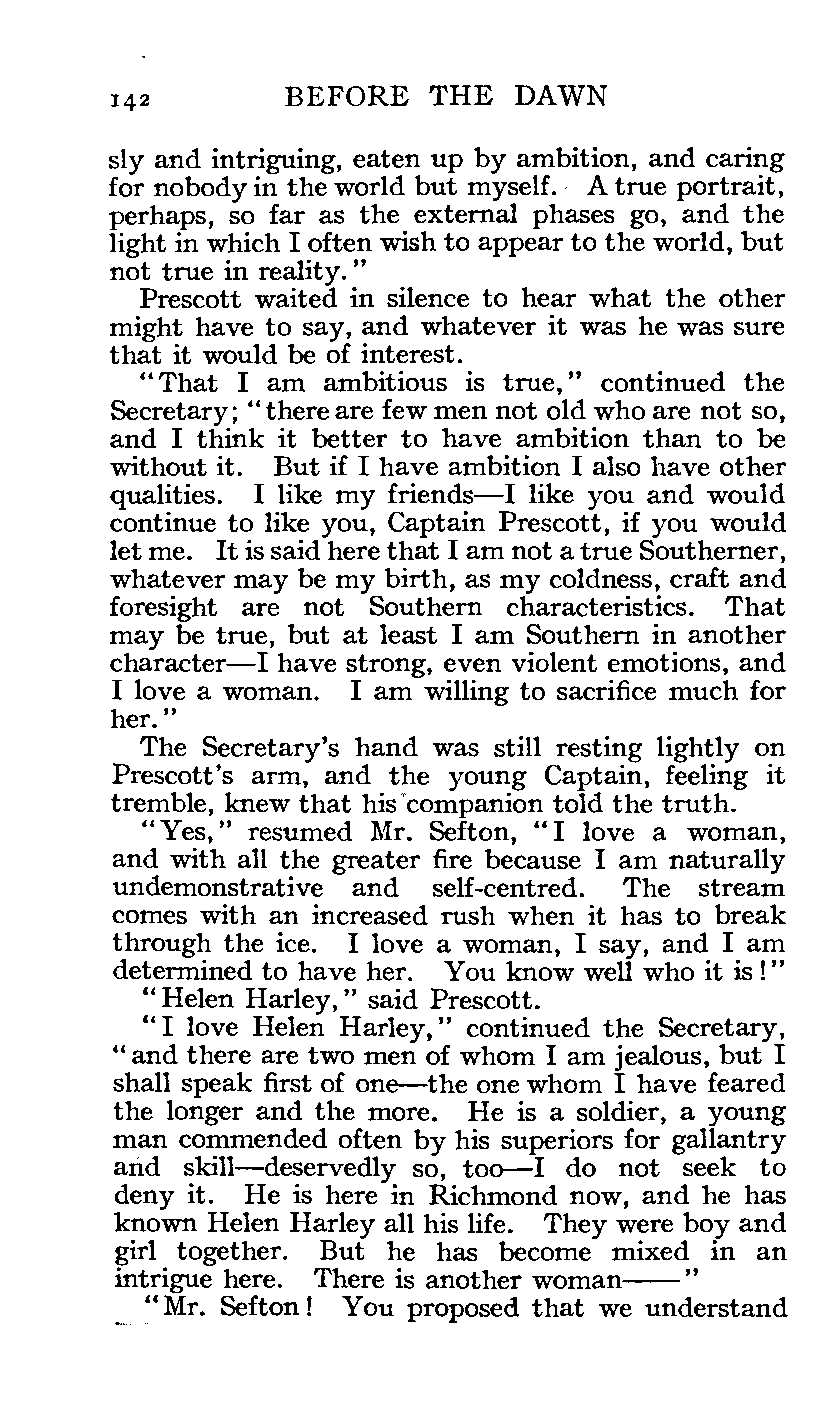 142 BEFORE THE DAWN
sly and intriguing, eaten up by ambition, and caring
for nobody in the world but myself. A true portrait,
perhaps, so far as the external phases go, and the
light in which I often wish to appear to the world, but
not true in reality."
Prescott waited in silence to hear what the other
might have to say, and whatever it was he was sure
that it would be of interest.
"That I am ambitious is true," continued the
Secretary; "there are few men not old who are not so,
and I think it better to have ambition than to be
without it. But if I have ambition I also have other
qualities. I like my friends—I like you and would
continue to like you, Captain Prescott, if you would
let me. It is said here that I am not a true Southerner,
whatever may be my birth, as my coldness, craft and
foresight are not Southern characteristics. That
may be true, but at least I am Southern in another
character—I have strong, even violent emotions, and
I love a woman. I am willing to sacrifice much for
her."
The Secretary's hand was still resting lightly on
Prescott's arm, and the young Captain, feeling it
tremble, knew that his companion told the truth.
"Yes," resumed Mr. Sefton, "I love a woman,
and with all the greater fire because I am naturally
undemonstrative and self-centred. The stream
comes with an increased rush when it has to break
through the ice. I love a woman, I say, and I am
determined to have her. You know well who it is!"
"Helen Harley," said Prescott.
"I love Helen Harley," continued the Secretary,
"and there are two men of whom I am jealous, but I
shall speak first of one—the one whom I have feared
the longer and the more. He is a soldier, a young
man commended often by his superiors for gallantry
and skill—deservedly so, too—I do not seek to
deny it. He is here in Richmond now, and he has
known Helen Harley all his life. They were boy and
girl together. But he has become mixed in an
intrigue here. There is another woman——"
"Mr. Sefton! You proposed that we understand